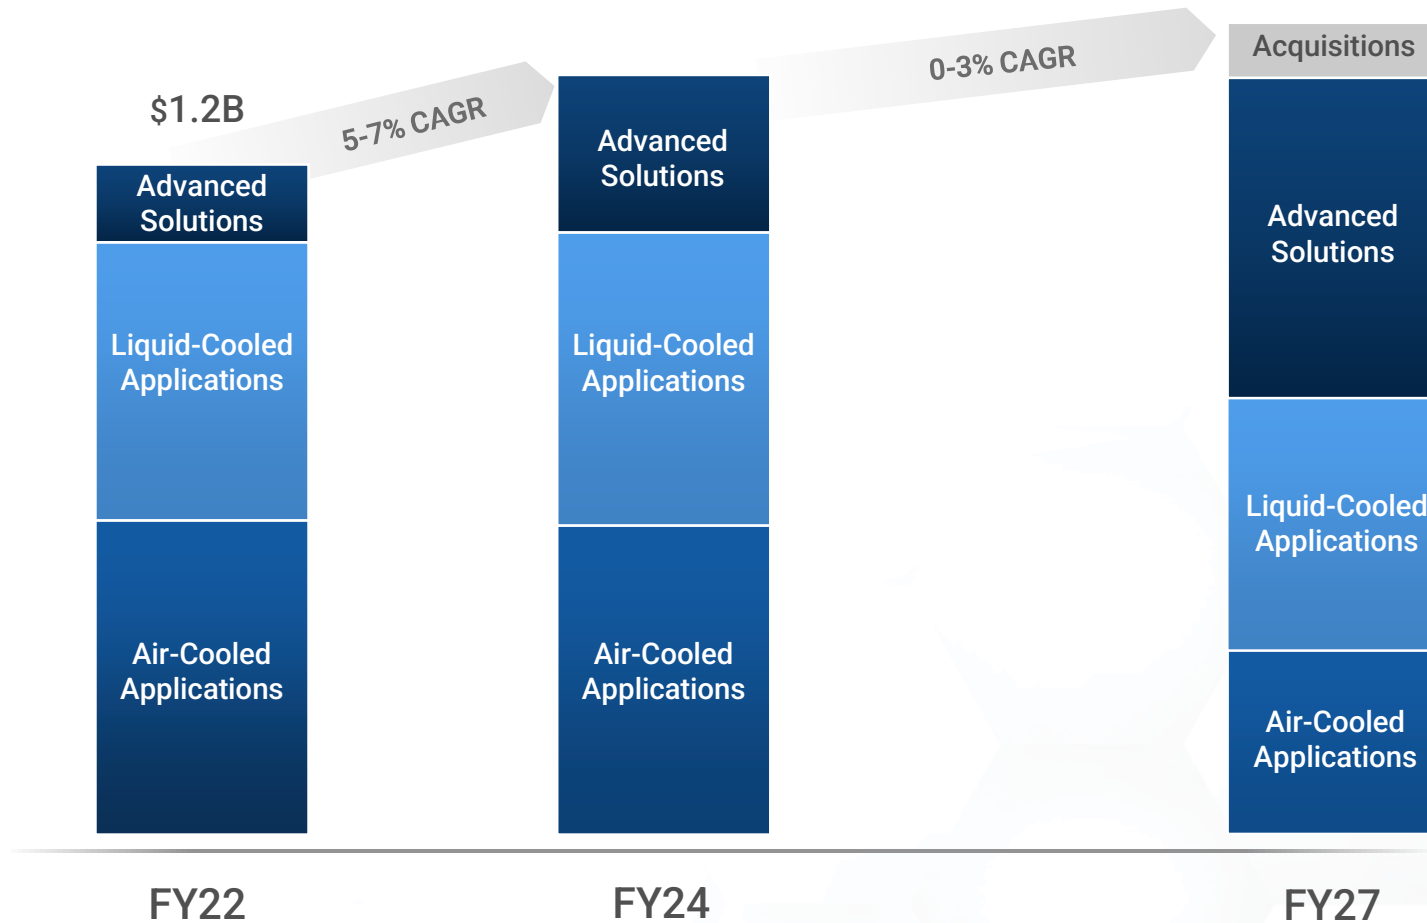 $1.2B
5-7% CAGR
0-3% CAGR
Advanced
Solutions
Liquid-Cooled
Applications
Air-Cooled
Applications
FY22
Advanced
Solutions
Liquid-Cooled
Applications
Air-Cooled
Applications
FY24
Acquisitions
Advanced
Solutions
Liquid-Cooled
Applications
Air-Cooled
Applications
FY27